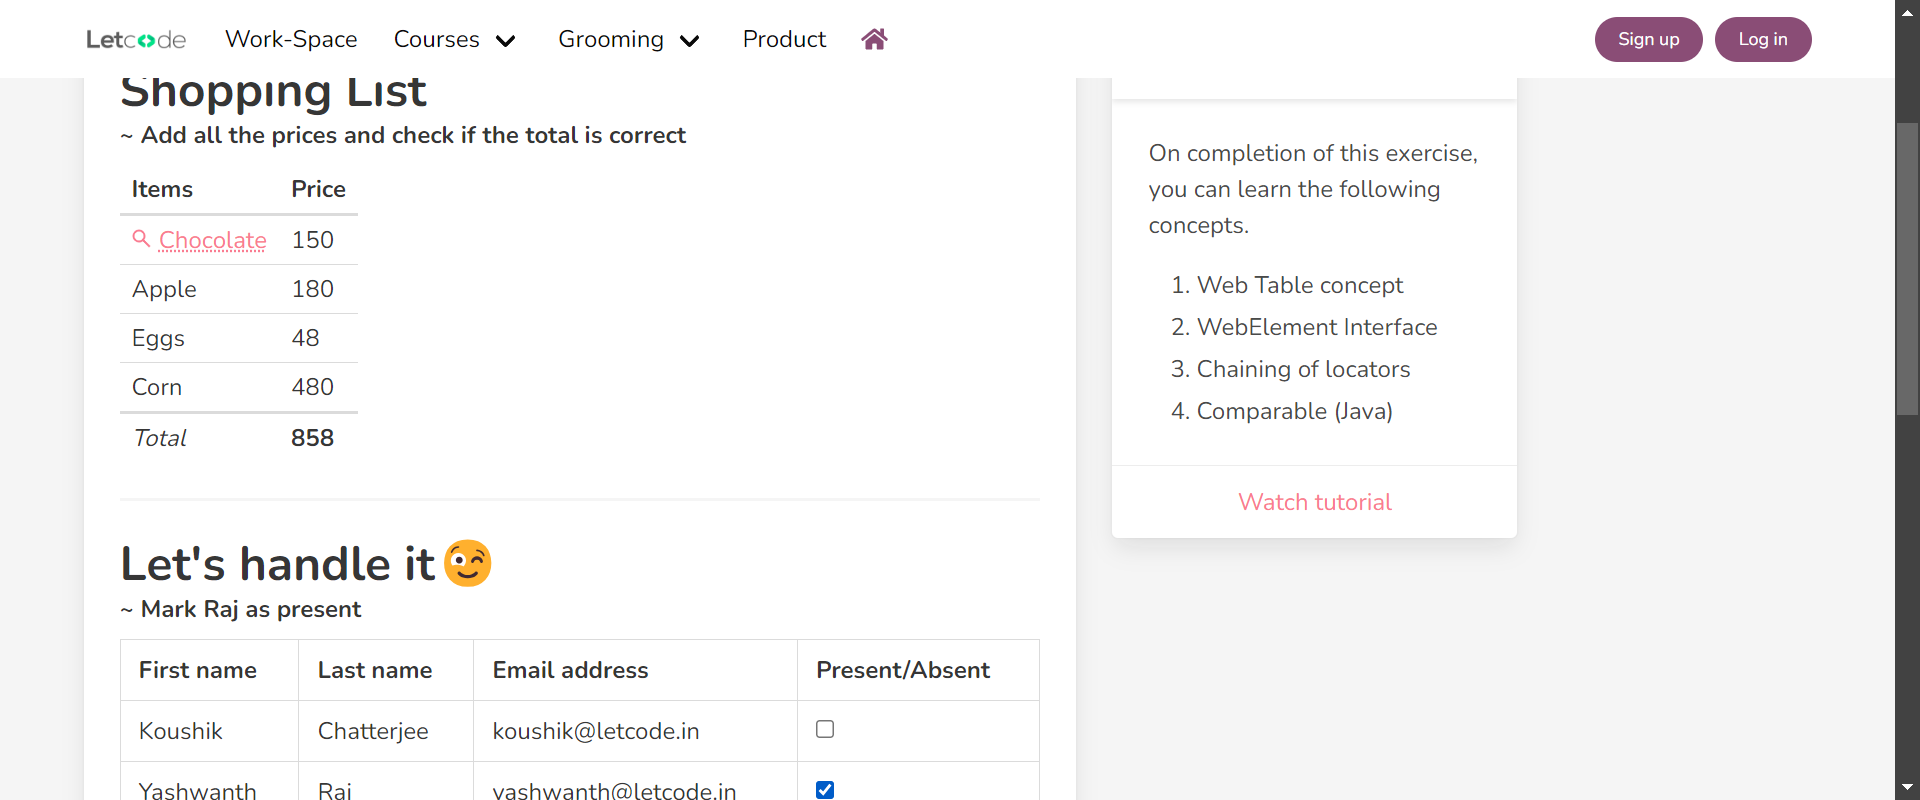 Letcode Work-Space Courses Grooming Product Sign up Log in
Shopping List
~ Add all the prices and check if the total is correct
Items Price
Chocolate 150
Apple 180
Eggs 48
Corn 480
Total 858
Let's handle it
~ Mark Raj as present
First name Last name Email address Present/Absent
Koushik Chatterjee koushik@letcode.in
Yashwanth Raj yashwanth@letcode.in
On completion of this exercise,
you can learn the following
concepts.
1. Web Table concept
2. WebElement Interface
3. Chaining of locators
4. Comparable (Java)
Watch tutorial